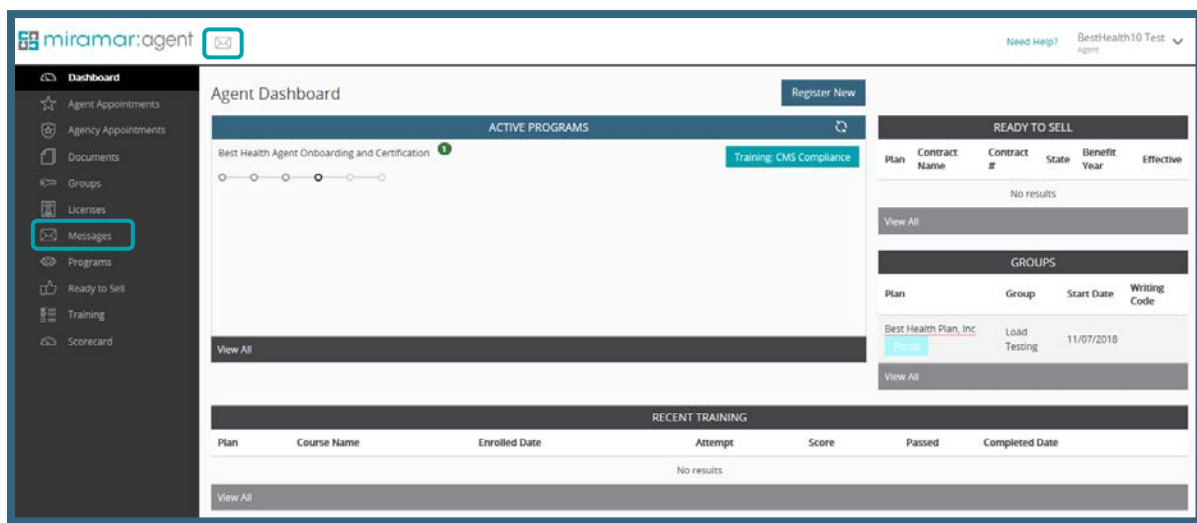 miramar:agent
Need Help?
BestHealth10 Test
Agent
Dashboard
Agent Appointments
Agency Appointments
Documents
Groups
Licenses
Messages
Programs
Ready to Sell
Training
Scorecard
Agent Dashboard
Register New
ACTIVE PROGRAMS
Best Health Agent Onboarding and Certification 1
Training: CMS Compliance
View All
READY TO SELL
Plan Contract Name Contract # State Benefit Year Effective
No results
View All
GROUPS
Plan Group Start Date Writing Code
Best Health Plan, Inc Load Testing 11/07/2018
Portal
View All
RECENT TRAINING
Plan Course Name Enrolled Date Attempt Score Passed Completed Date
No results
View All